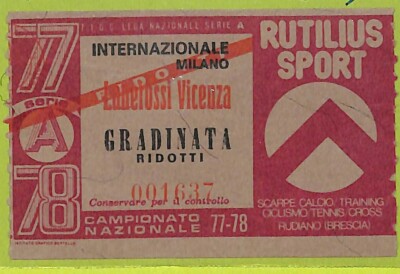 F.I.G.C. LEGA NAZIONALE SERIE A
77
serie
A
78
INTERNAZIONALE
MILANO
Lanerossi Vicenza
GRADINATA
RIDOTTI
001637
Conservare per il controllo
CAMPIONATO
NAZIONALE 77-78
RUTILIUS
SPORT
SCARPE CALCIO/TRAINING
CICLISMO/TENNIS/CROSS
RUDIANO (BRESCIA)